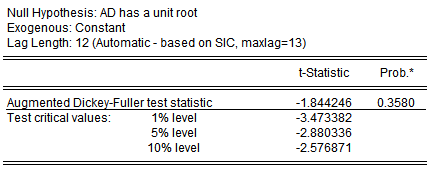 Null Hypothesis: AD has a unit root
Exogenous: Constant
Lag Length: 12 (Automatic - based on SIC, maxlag=13)
t-Statistic Prob.*
Augmented Dickey-Fuller test statistic -1.844246 0.3580
Test critical values: 1% level -3.473382
5% level -2.880336
10% level -2.576871